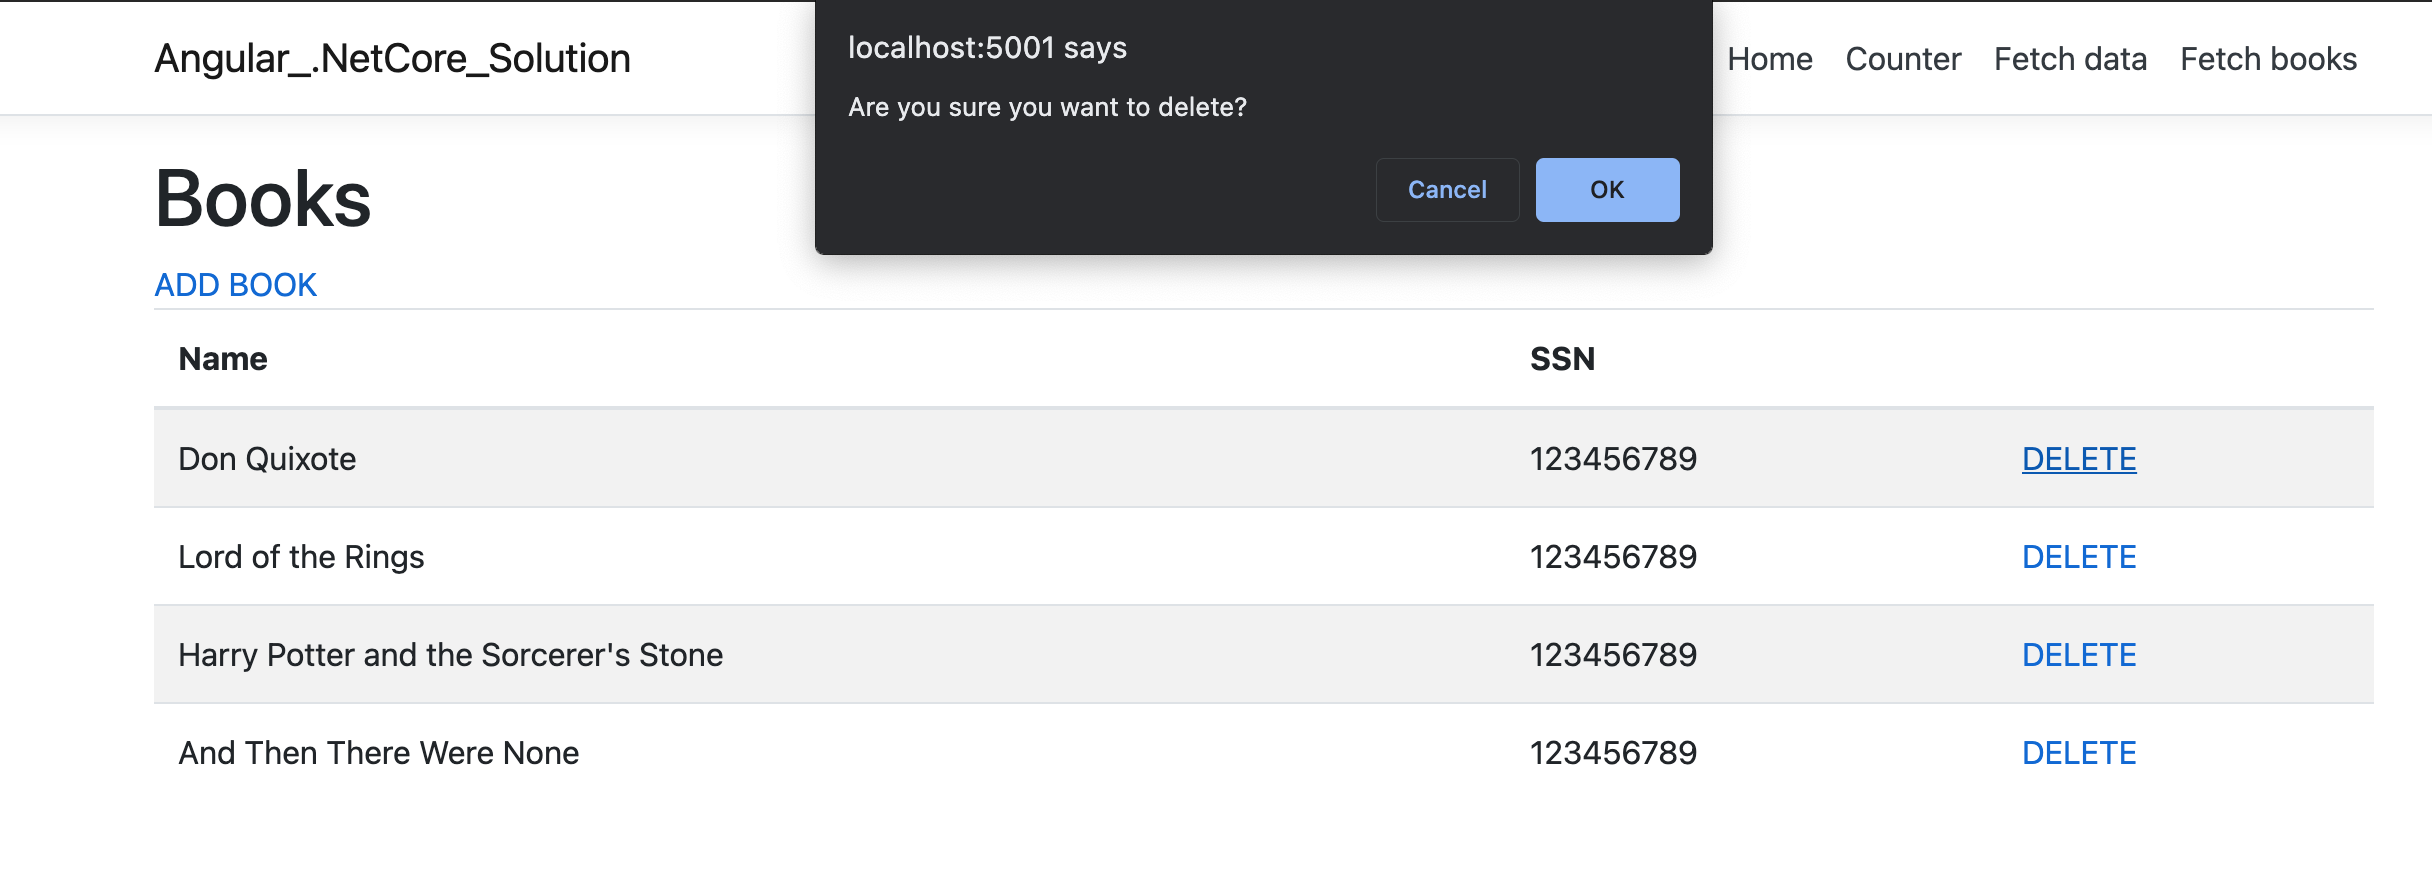 Angular_.NetCore_Solution
localhost:5001 says
Are you sure you want to delete?
Cancel OK
Home Counter Fetch data Fetch books
Books
ADD BOOK
Name SSN
Don Quixote 123456789 DELETE
Lord of the Rings 123456789 DELETE
Harry Potter and the Sorcerer's Stone 123456789 DELETE
And Then There Were None 123456789 DELETE